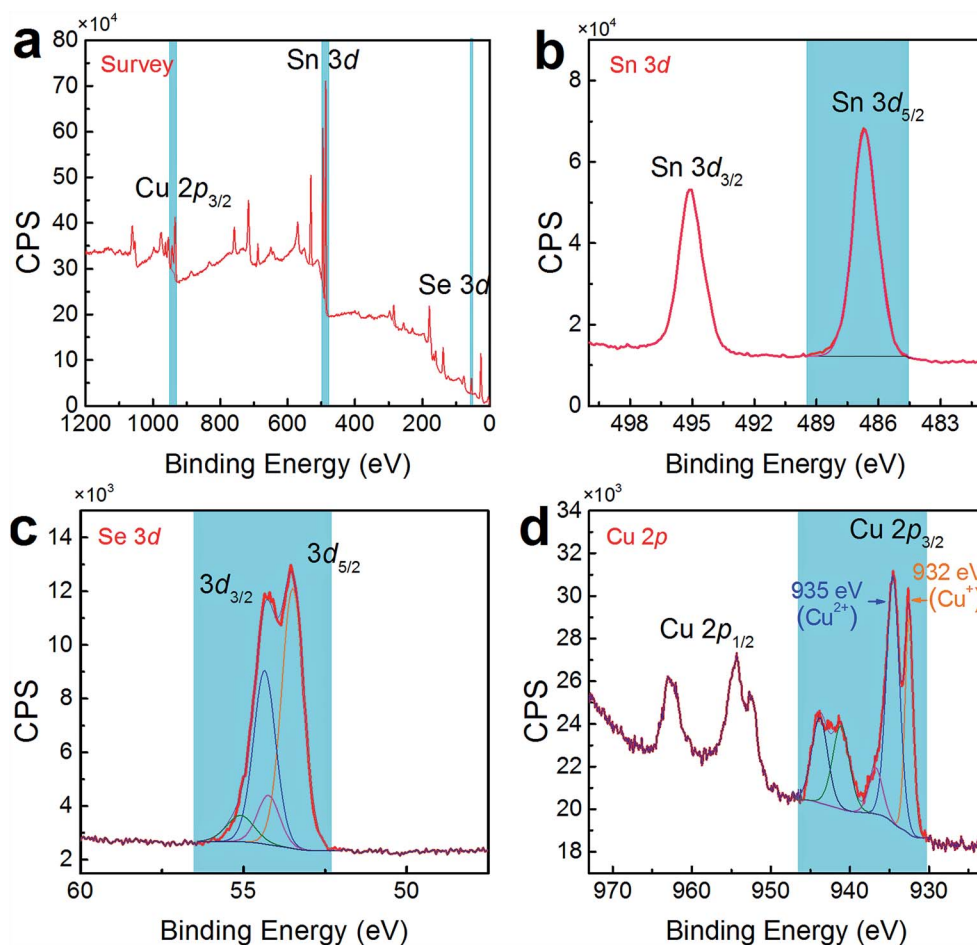 a
×10⁴
Survey
Cu 2p3/2
Sn 3d
Se 3d
80
70
60
50
40
30
20
10
0
CPS
1200 1000 800 600 400 200 0
Binding Energy (eV)
b
×10⁴
Sn 3d
Sn 3d3/2
Sn 3d5/2
8
6
4
2
0
CPS
498 495 492 489 486 483
Binding Energy (eV)
c
×10³
Se 3d
3d3/2
3d5/2
14
12
10
8
6
4
2
CPS
60 55 50
Binding Energy (eV)
d
×10³
Cu 2p
Cu 2p3/2
935 eV
(Cu2+)
932 eV
(Cu+)
Cu 2p1/2
34
32
30
28
26
24
22
20
18
CPS
970 960 950 940 930
Binding Energy (eV)